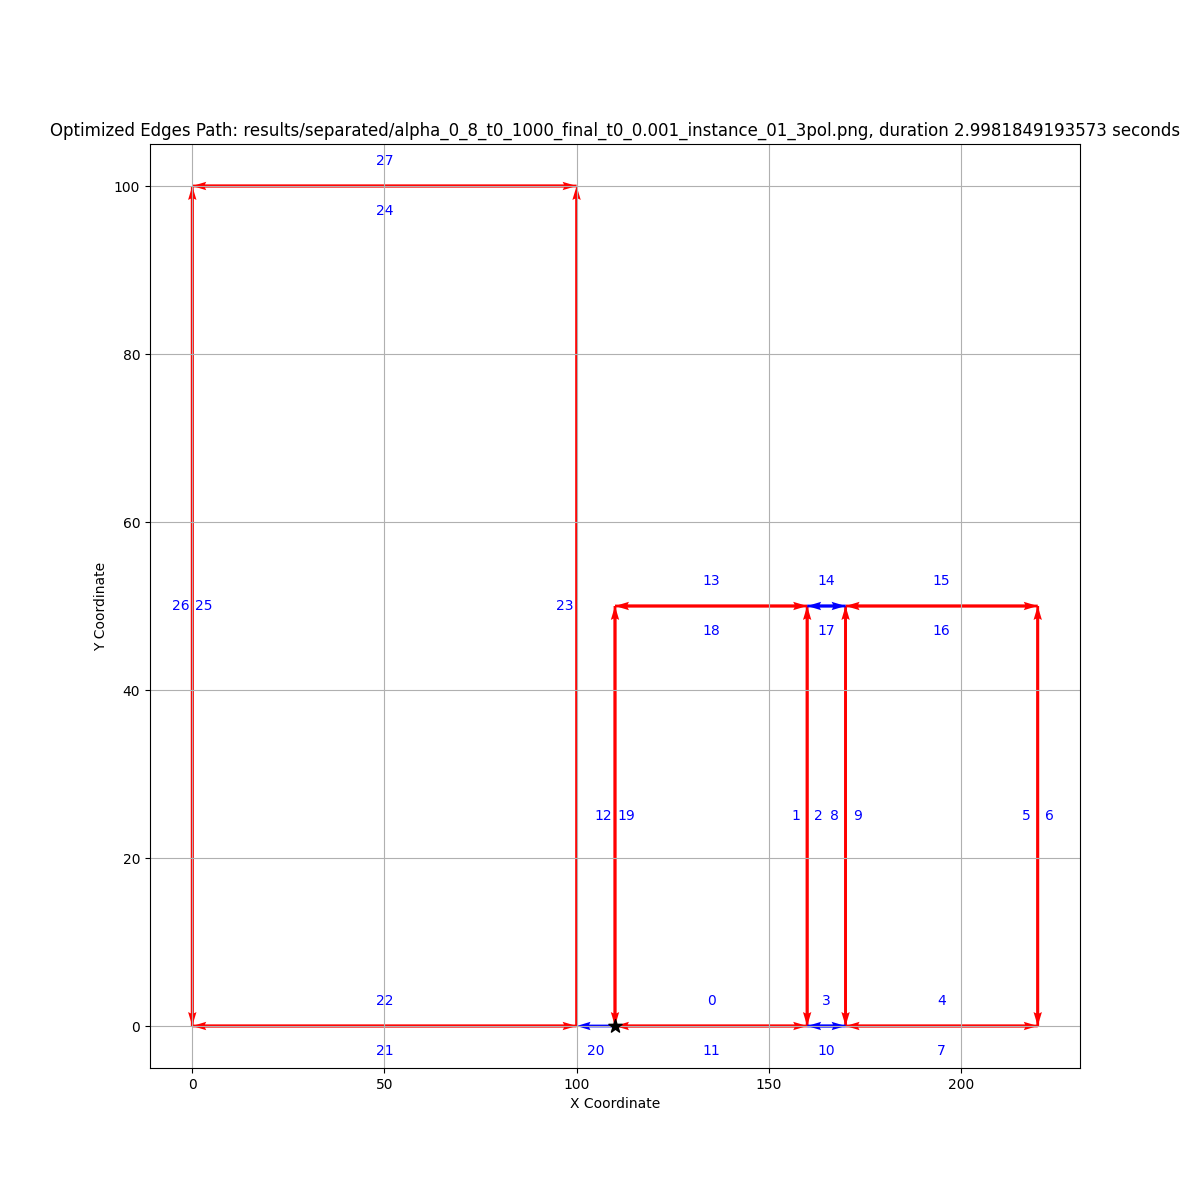 Optimized Edges Path: results/separated/alpha_0_8_t0_1000_final_t0_0.001_instance_01_3pol.png, duration 2.9981849193573 seconds
27
100
24
80
60
13 14 15
26 25 23
18 17 16
Y Coordinate
40
20
12 19 1 2 8 9 5 6
22 0 3 4
0
21 20 11 10 7
0 50 100 150 200
X Coordinate